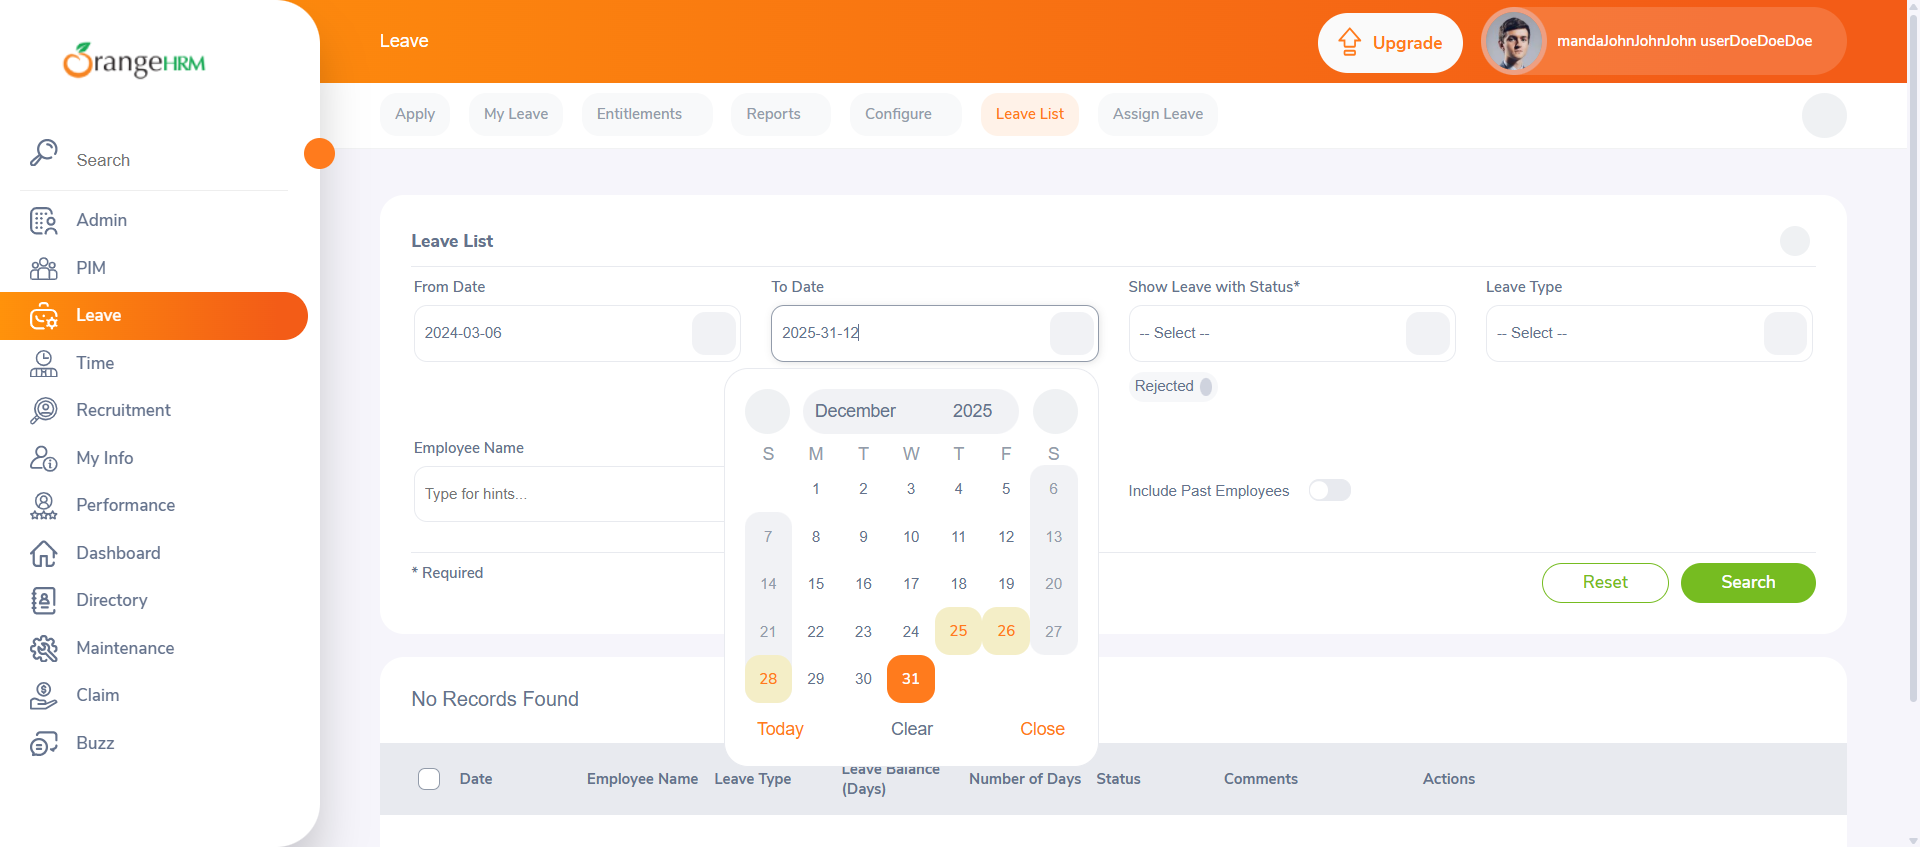 OrangeHRM
Leave
Upgrade
mandaJohnJohnJohn userDoeDoeDoe
Apply
My Leave
Entitlements
Reports
Configure
Leave List
Assign Leave
Search
Admin
PIM
Leave
Time
Recruitment
My Info
Performance
Dashboard
Directory
Maintenance
Claim
Buzz
Leave List
From Date
To Date
Show Leave with Status*
Leave Type
2024-03-06
2025-31-12
-- Select --
-- Select --
Rejected
Employee Name
Type for hints...
Include Past Employees
* Required
Reset
Search
December 2025
S M T W T F S
1 2 3 4 5 6
7 8 9 10 11 12 13
14 15 16 17 18 19 20
21 22 23 24 25 26 27
28 29 30 31
Today Clear Close
No Records Found
Date
Employee Name
Leave Type
Leave Balance
(Days)
Number of Days
Status
Comments
Actions